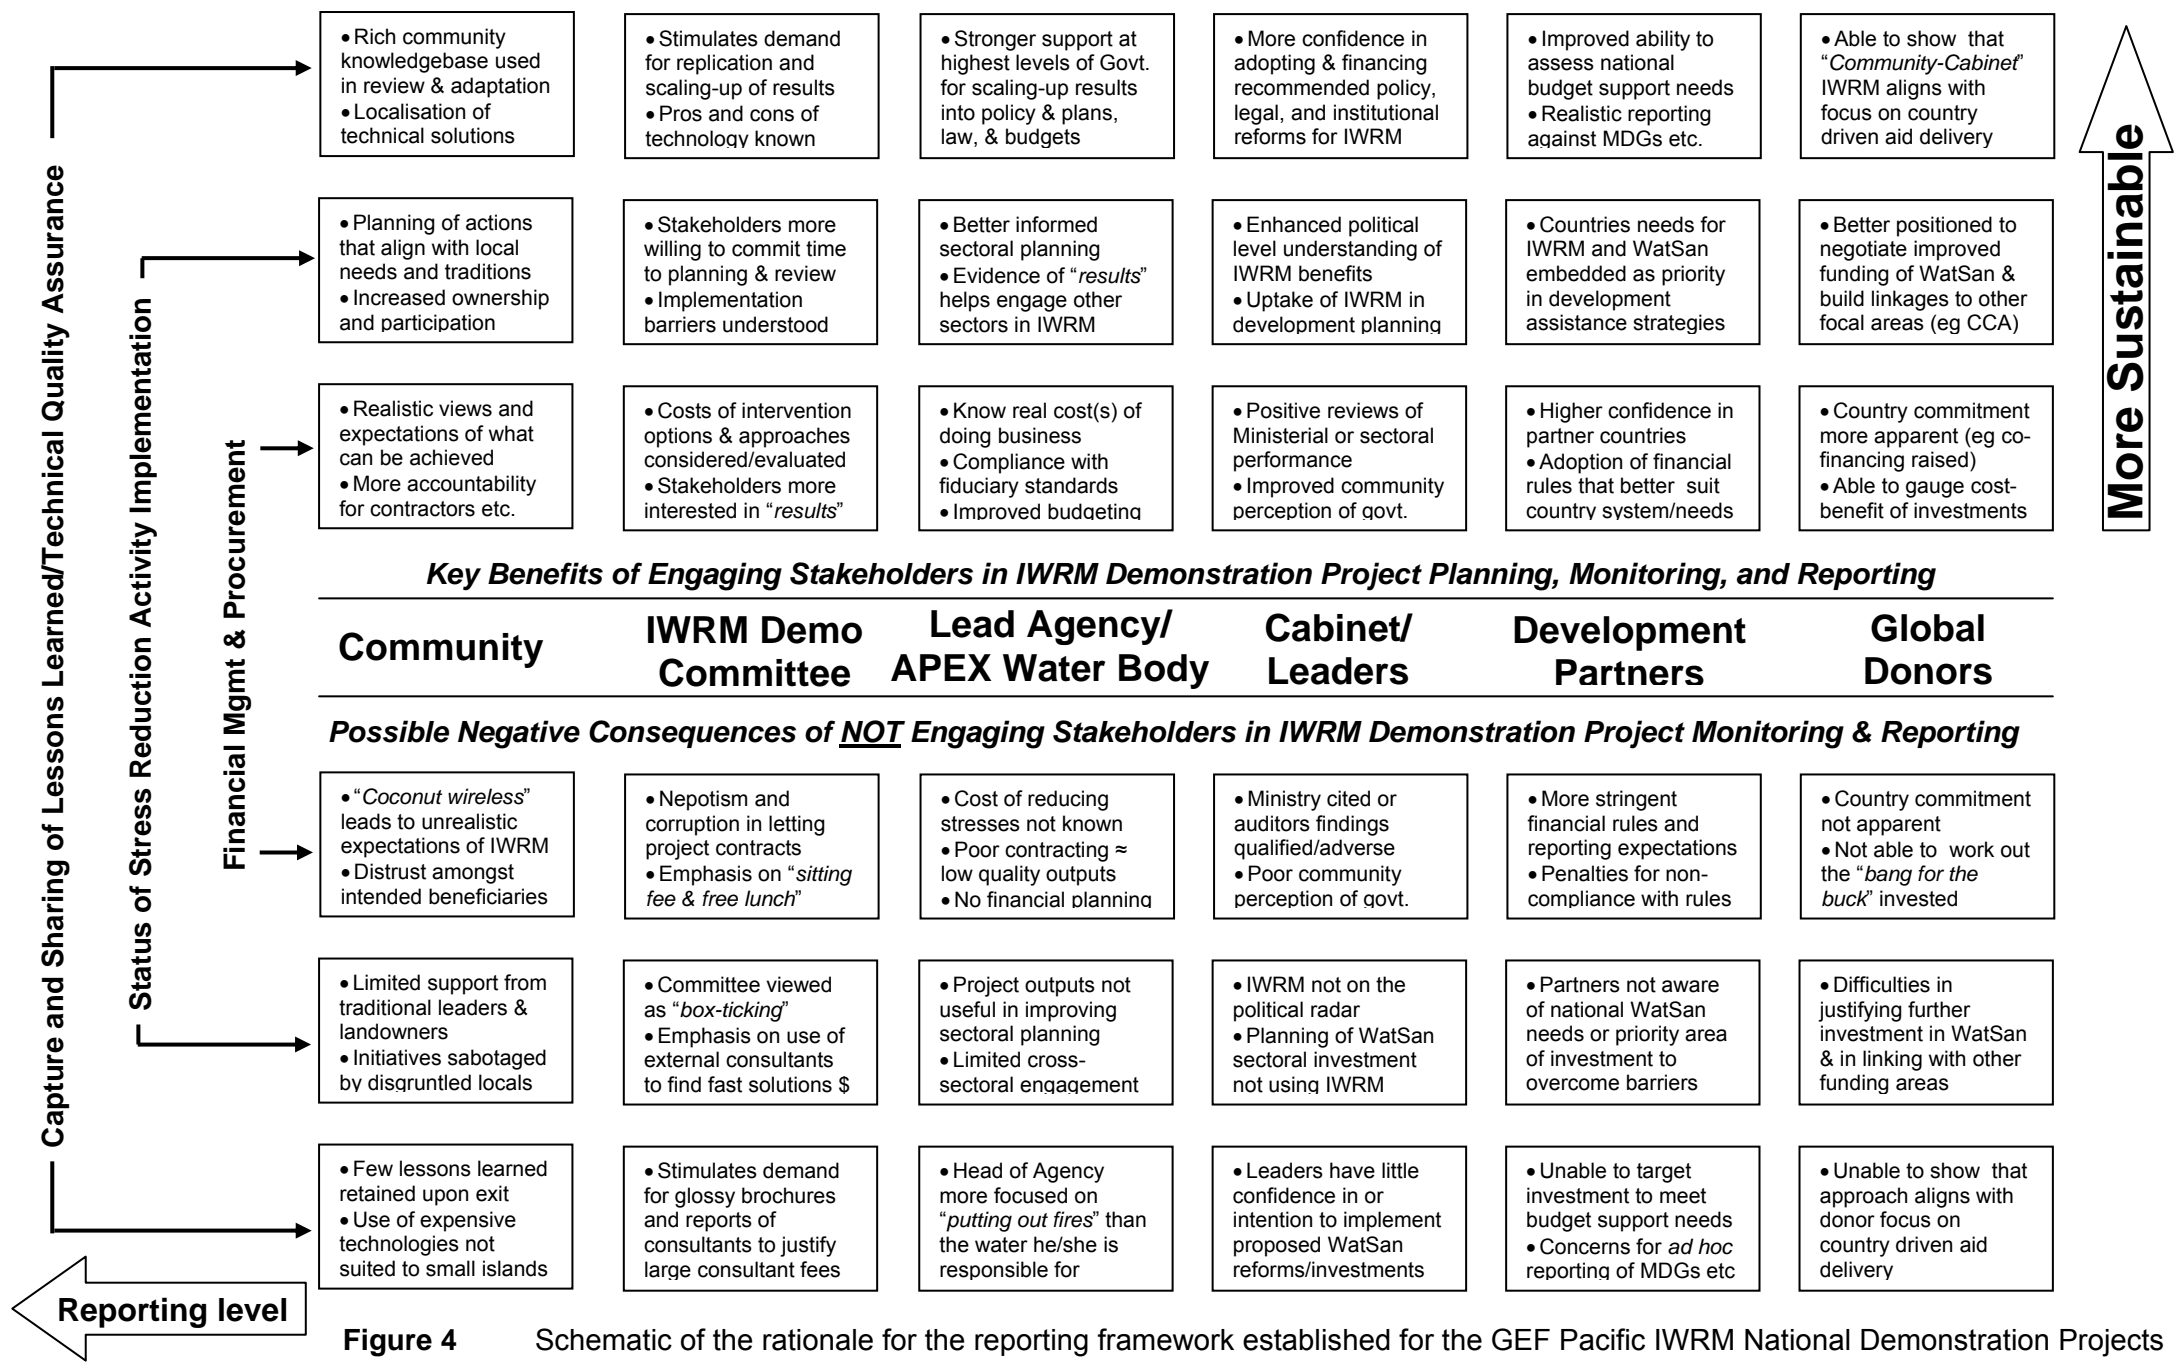 • Rich community
knowledgebase used
in review & adaptation
• Localisation of
technical solutions
• Stimulates demand
for replication and
scaling-up of results
• Pros and cons of
technology known
• Stronger support at
highest levels of Govt.
for scaling-up results
into policy & plans,
law, & budgets
• More confidence in
adopting & financing
recommended policy,
legal, and institutional
reforms for IWRM
• Improved ability to
assess national
budget support needs
• Realistic reporting
against MDGs etc.
• Able to show that
“Community-Cabinet”
IWRM aligns with
focus on country
driven aid delivery
• Planning of actions
that align with local
needs and traditions
• Increased ownership
and participation
• Stakeholders more
willing to commit time
to planning & review
• Implementation
barriers understood
• Better informed
sectoral planning
• Evidence of “results”
helps engage other
sectors in IWRM
• Enhanced political
level understanding of
IWRM benefits
• Uptake of IWRM in
development planning
• Countries needs for
IWRM and WatSan
embedded as priority
in development
assistance strategies
• Better positioned to
negotiate improved
funding of WatSan &
build linkages to other
focal areas (eg CCA)
• Realistic views and
expectations of what
can be achieved
• More accountability
for contractors etc.
• Costs of intervention
options & approaches
considered/evaluated
• Stakeholders more
interested in “results”
• Know real cost(s) of
doing business
• Compliance with
fiduciary standards
• Improved budgeting
• Positive reviews of
Ministerial or sectoral
performance
• Improved community
perception of govt.
• Higher confidence in
partner countries
• Adoption of financial
rules that better suit
country system/needs
• Country commitment
more apparent (eg co-
financing raised)
• Able to gauge cost-
benefit of investments
More Sustainable
Capture and Sharing of Lessons Learned/Technical Quality Assurance
Status of Stress Reduction Activity Implementation
Financial Mgmt & Procurement
Key Benefits of Engaging Stakeholders in IWRM Demonstration Project Planning, Monitoring, and Reporting
Community
IWRM Demo
Committee
Lead Agency/
APEX Water Body
Cabinet/
Leaders
Development
Partners
Global
Donors
Possible Negative Consequences of NOT Engaging Stakeholders in IWRM Demonstration Project Monitoring & Reporting
• “Coconut wireless”
leads to unrealistic
expectations of IWRM
• Distrust amongst
intended beneficiaries
• Nepotism and
corruption in letting
project contracts
• Emphasis on “sitting
fee & free lunch”
• Cost of reducing
stresses not known
• Poor contracting ≈
low quality outputs
• No financial planning
• Ministry cited or
auditors findings
qualified/adverse
• Poor community
perception of govt.
• More stringent
financial rules and
reporting expectations
• Penalties for non-
compliance with rules
• Country commitment
not apparent
• Not able to work out
the “bang for the
buck” invested
• Limited support from
traditional leaders &
landowners
• Initiatives sabotaged
by disgruntled locals
• Committee viewed
as “box-ticking”
• Emphasis on use of
external consultants
to find fast solutions $
• Project outputs not
useful in improving
sectoral planning
• Limited cross-
sectoral engagement
• IWRM not on the
political radar
• Planning of WatSan
sectoral investment
not using IWRM
• Partners not aware
of national WatSan
needs or priority area
of investment to
overcome barriers
• Difficulties in
justifying further
investment in WatSan
& in linking with other
funding areas
• Few lessons learned
retained upon exit
• Use of expensive
technologies not
suited to small islands
• Stimulates demand
for glossy brochures
and reports of
consultants to justify
large consultant fees
• Head of Agency
more focused on
“putting out fires” than
the water he/she is
responsible for
• Leaders have little
confidence in or
intention to implement
proposed WatSan
reforms/investments
• Unable to target
investment to meet
budget support needs
• Concerns for ad hoc
reporting of MDGs etc
• Unable to show that
approach aligns with
donor focus on
country driven aid
delivery
Reporting level
Figure 4 Schematic of the rationale for the reporting framework established for the GEF Pacific IWRM National Demonstration Projects